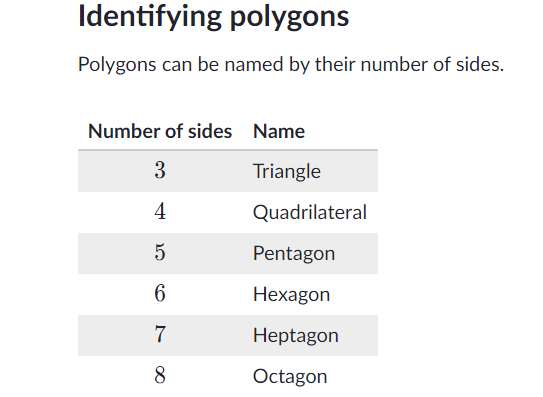 Identifying polygons
Polygons can be named by their number of sides.
Number of sides Name
3 Triangle
4 Quadrilateral
5 Pentagon
6 Hexagon
7 Heptagon
8 Octagon